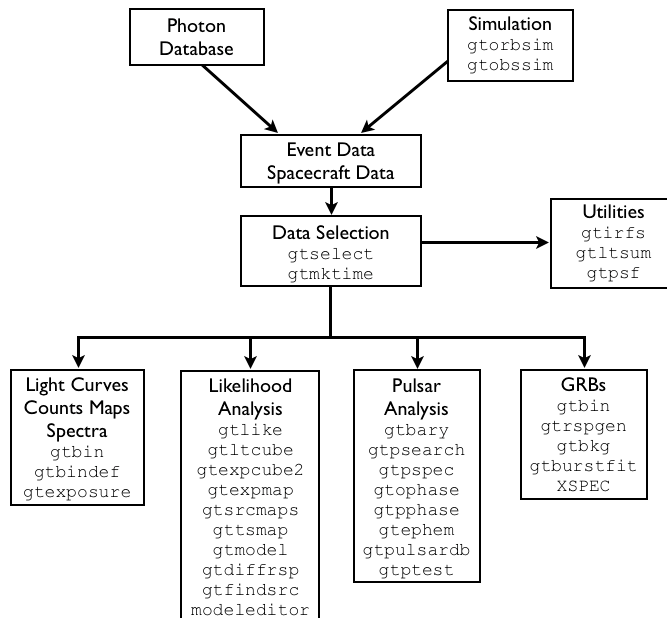 Photon
Database
Simulation
gtorbsim
gtobssim
Event Data
Spacecraft Data
Data Selection
gtselect
gtmktime
Utilities
gtirfs
gtltsum
gtpsf
Light Curves
Counts Maps
Spectra
gtbin
gtbindef
gtexposure
Likelihood
Analysis
gtlike
gtltcube
gtexpcube2
gtexpmap
gtsrcmaps
gttsmap
gtmodel
gtdiffrsp
gtfindsrc
modeleditor
Pulsar
Analysis
gtbary
gtpsearch
gtpspec
gtophase
gtpphase
gtephem
gtpulsardb
gtptest
GRBs
gtbin
gtrspgen
gtbkg
gtburstfit
XSPEC